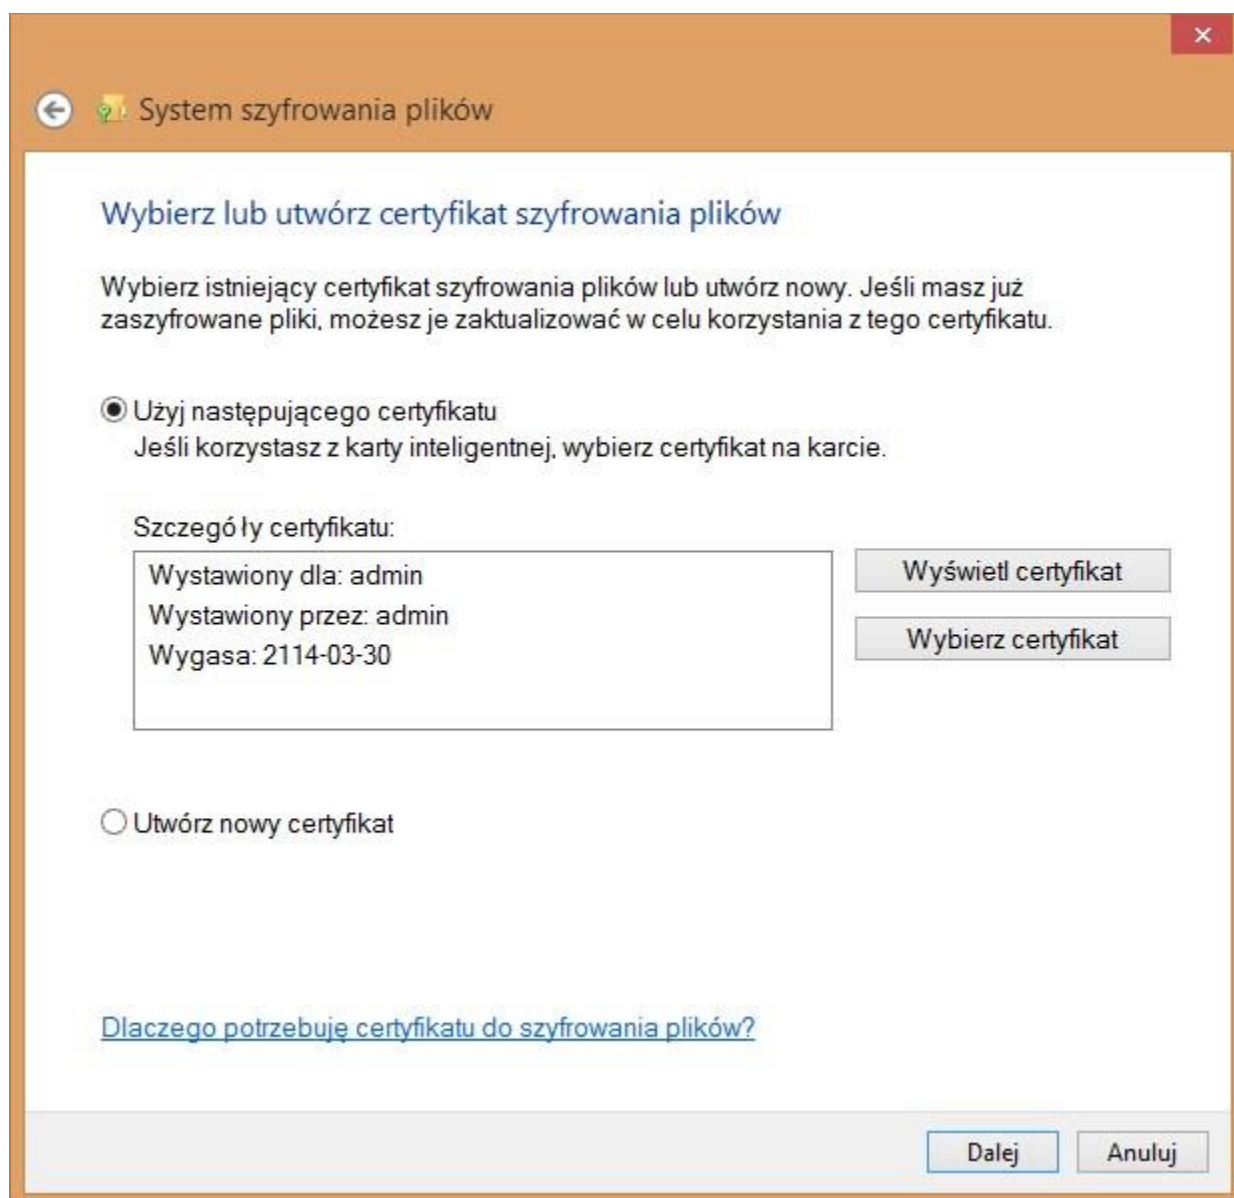 System szyfrowania plików
Wybierz lub utwórz certyfikat szyfrowania plików
Wybierz istniejący certyfikat szyfrowania plików lub utwórz nowy. Jeśli masz już
zaszyfrowane pliki, możesz je zaktualizować w celu korzystania z tego certyfikatu.
Użyj następującego certyfikatu
Jeśli korzystasz z karty inteligentnej, wybierz certyfikat na karcie.
Szczegóły certyfikatu:
Wystawiony dla: admin
Wystawiony przez: admin
Wygasa: 2114-03-30
Wyświetl certyfikat
Wybierz certyfikat
Utwórz nowy certyfikat
Dlaczego potrzebuję certyfikatu do szyfrowania plików?
Dalej
Anuluj